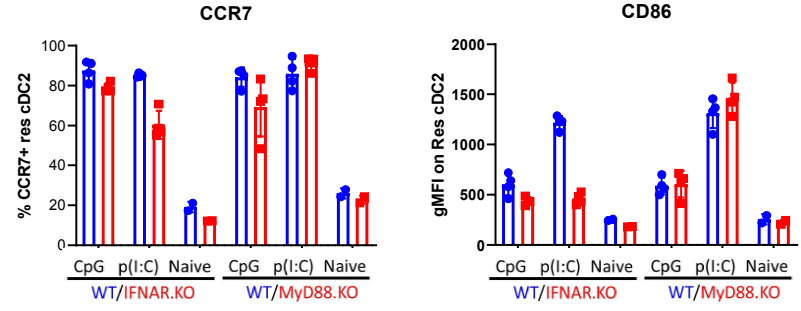 CCR7
% CCR7+ res cDC2
100
80
60
40
20
0
CpG p(I:C) Naive CpG p(I:C) Naive
WT/IFNAR.KO WT/MyD88.KO
CD86
gMFI on Res cDC2
2000
1500
1000
500
0
CpG p(I:C) Naive CpG p(I:C) Naive
WT/IFNAR.KO WT/MyD88.KO